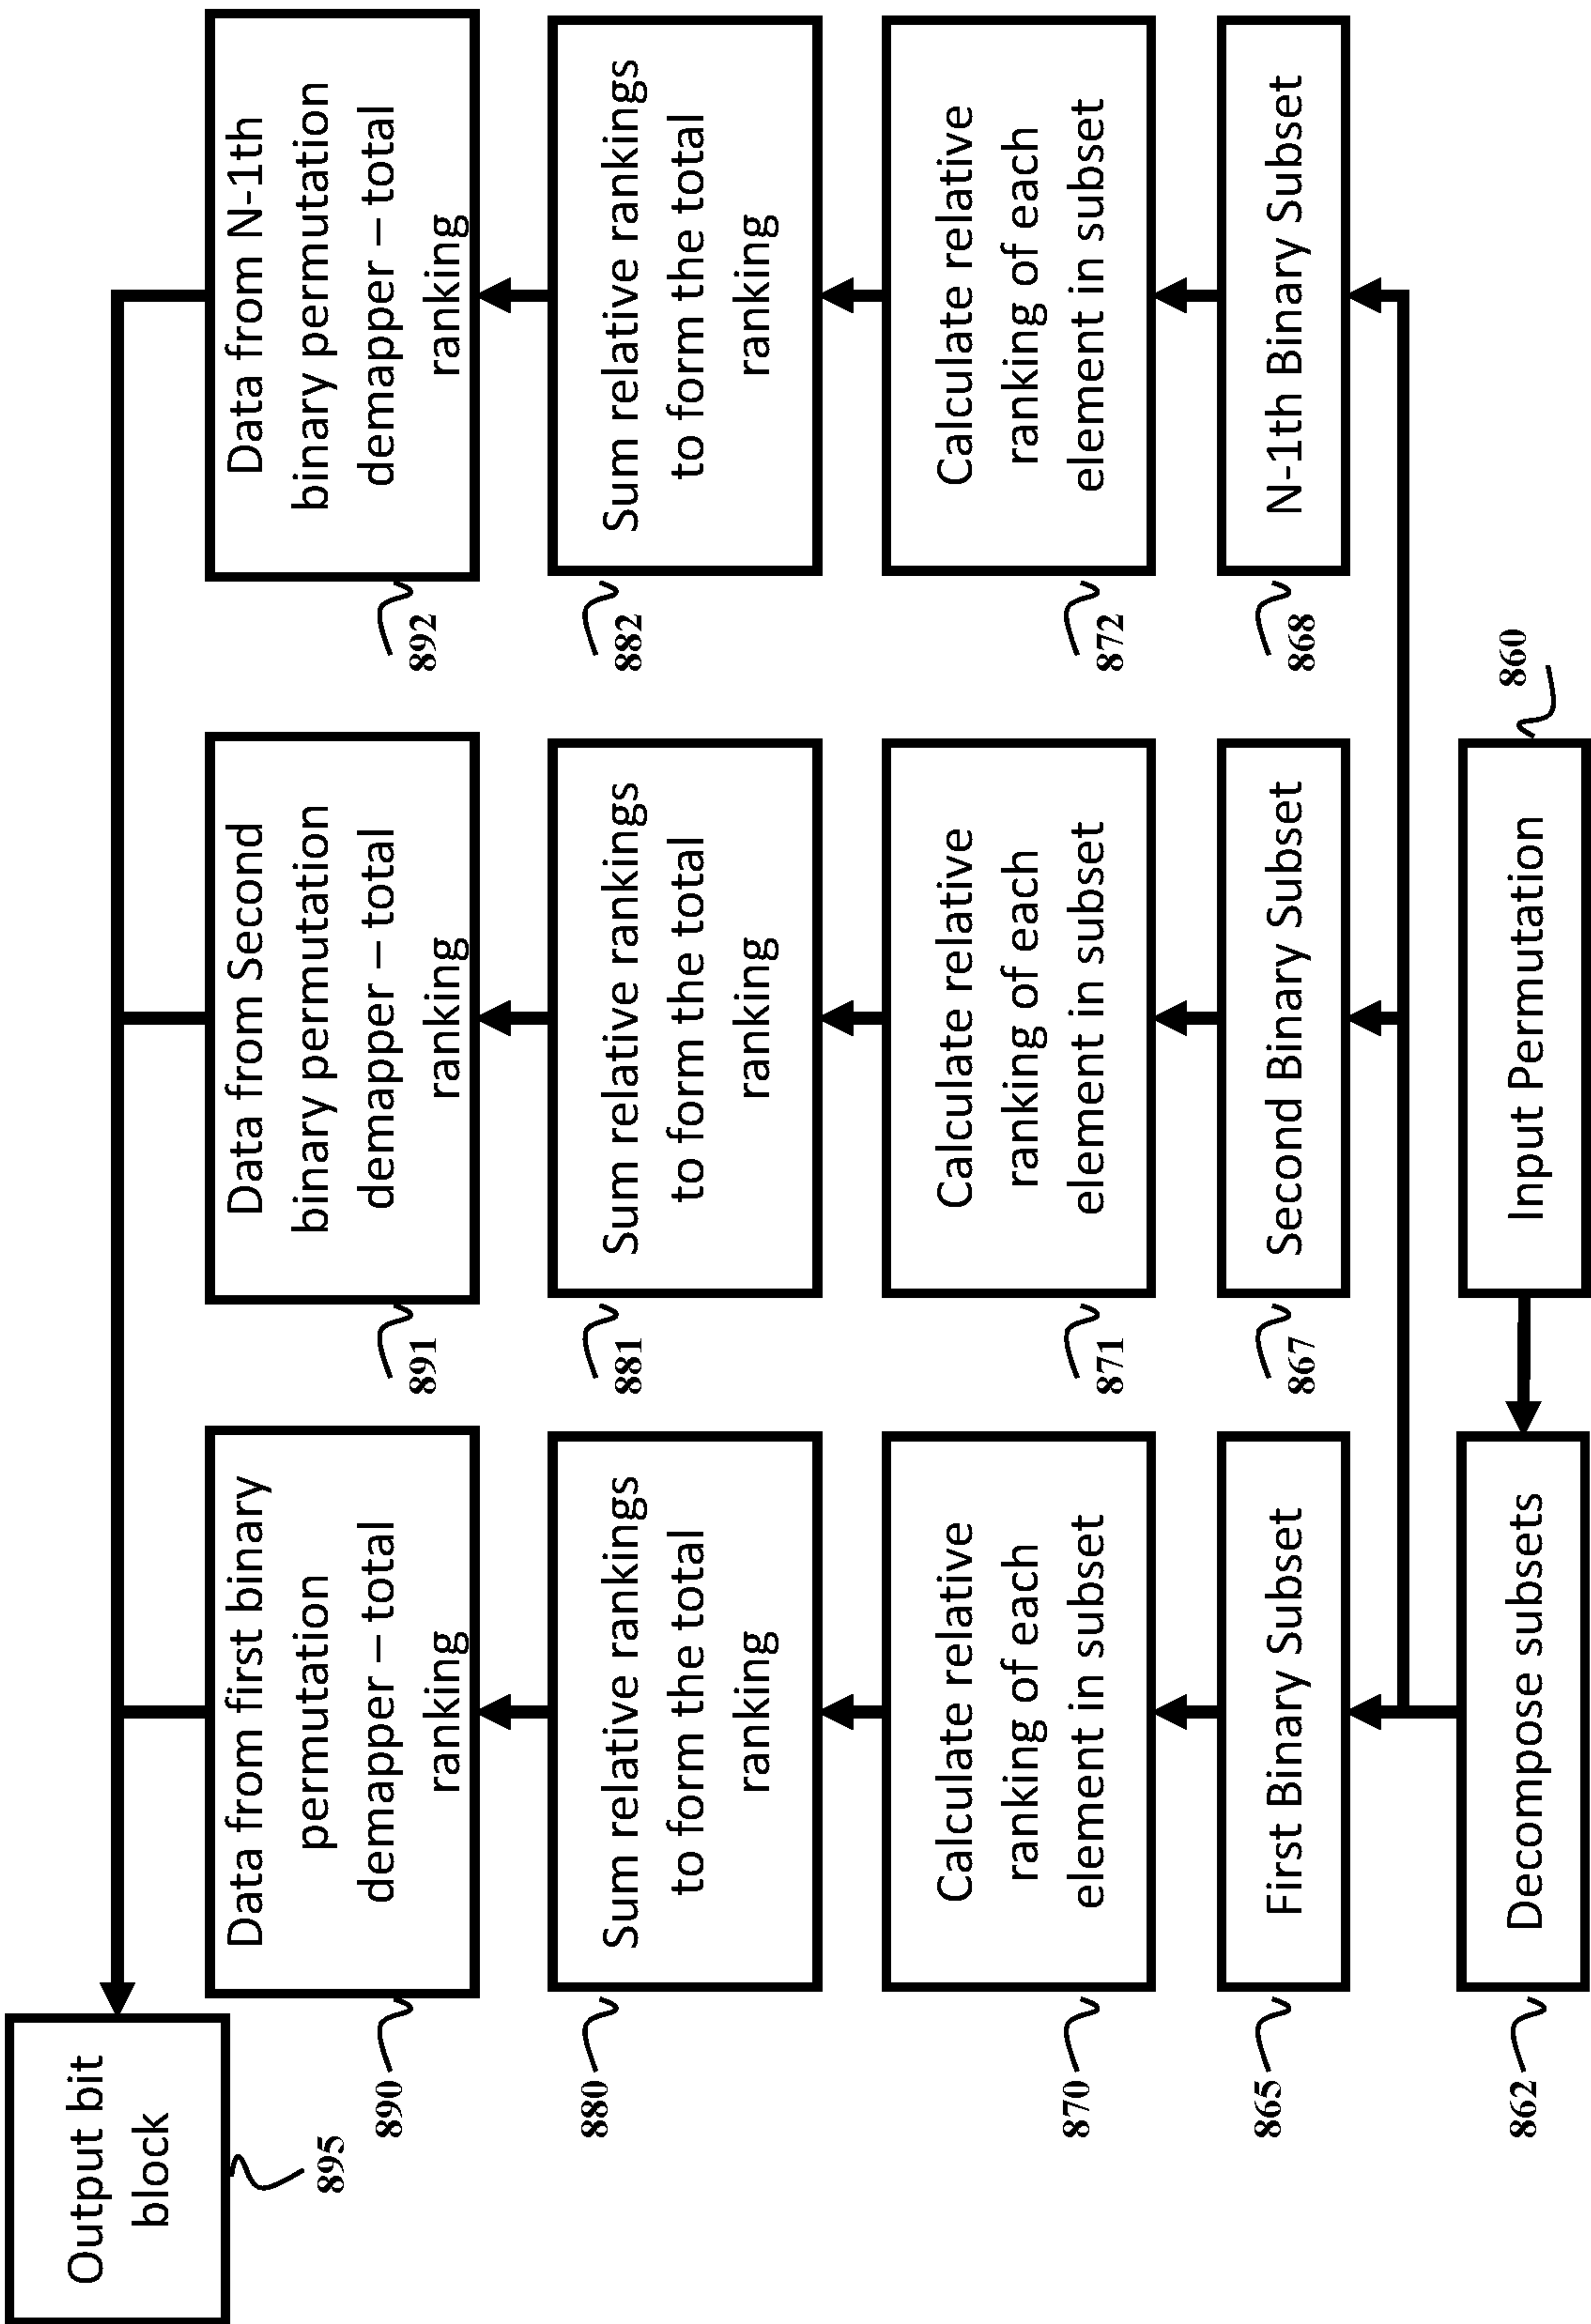 Output bit
block
895
Data from first binary
permutation
demapper – total
ranking
890
Data from Second
binary permutation
demapper – total
ranking
891
Data from N-1th
binary permutation
demapper – total
ranking
892
Sum relative rankings
to form the total
ranking
880
Sum relative rankings
to form the total
ranking
881
Sum relative rankings
to form the total
ranking
882
Calculate relative
ranking of each
element in subset
870
Calculate relative
ranking of each
element in subset
871
Calculate relative
ranking of each
element in subset
872
First Binary Subset
865
Second Binary Subset
867
N-1th Binary Subset
868
Decompose subsets
862
Input Permutation
860